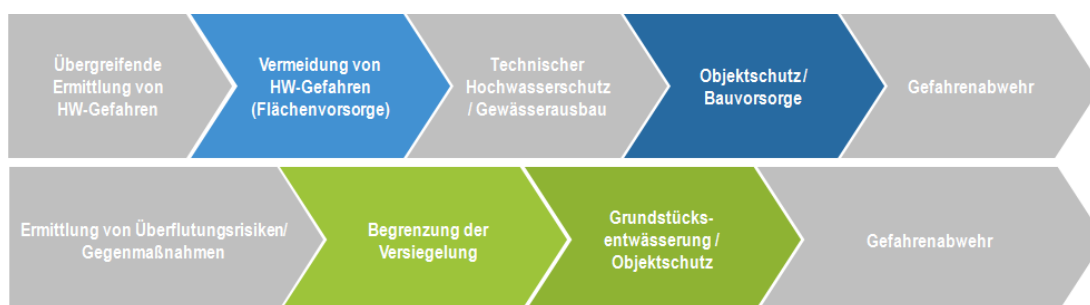 Übergreifende
Ermittlung von
HW-Gefahren
Vermeidung von
HW-Gefahren
(Flächenvorsorge)
Technischer
Hochwasserschutz
/ Gewässerausbau
Objektschutz /
Bauvorsorge
Gefahrenabwehr
Ermittlung von Überflutungsrisiken/
Gegenmaßnahmen
Begrenzung der
Versiegelung
Grundstücks-
entwässerung /
Objektschutz
Gefahrenabwehr